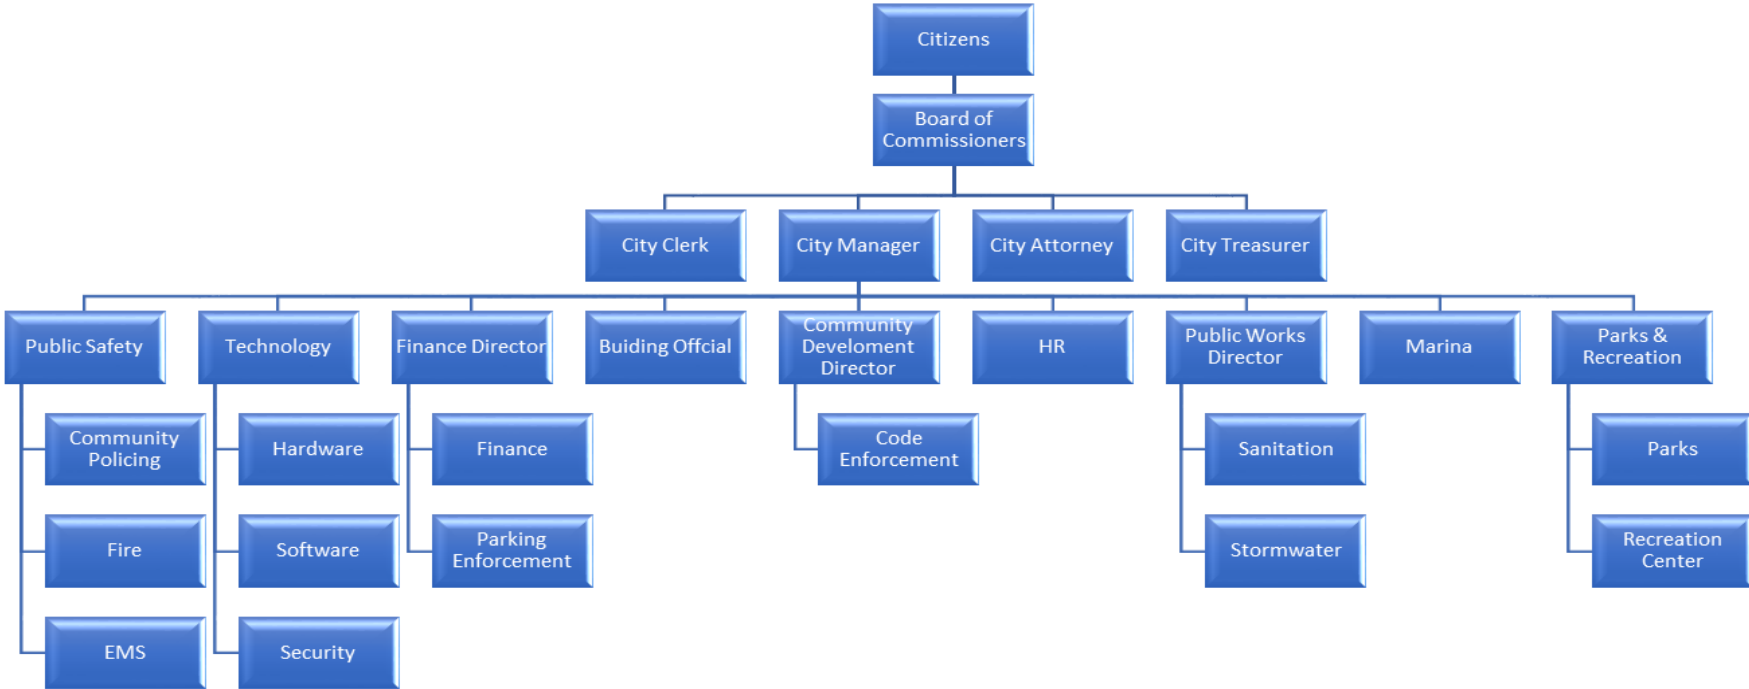 Citizens
Board of
Commissioners
City Clerk
City Manager
City Attorney
City Treasurer
Public Safety
Technology
Finance Director
Buiding Offcial
Community
Develoment
Director
HR
Public Works
Director
Marina
Parks &
Recreation
Community
Policing
Hardware
Finance
Code
Enforcement
Sanitation
Parks
Fire
Software
Parking
Enforcement
Stormwater
Recreation
Center
EMS
Security